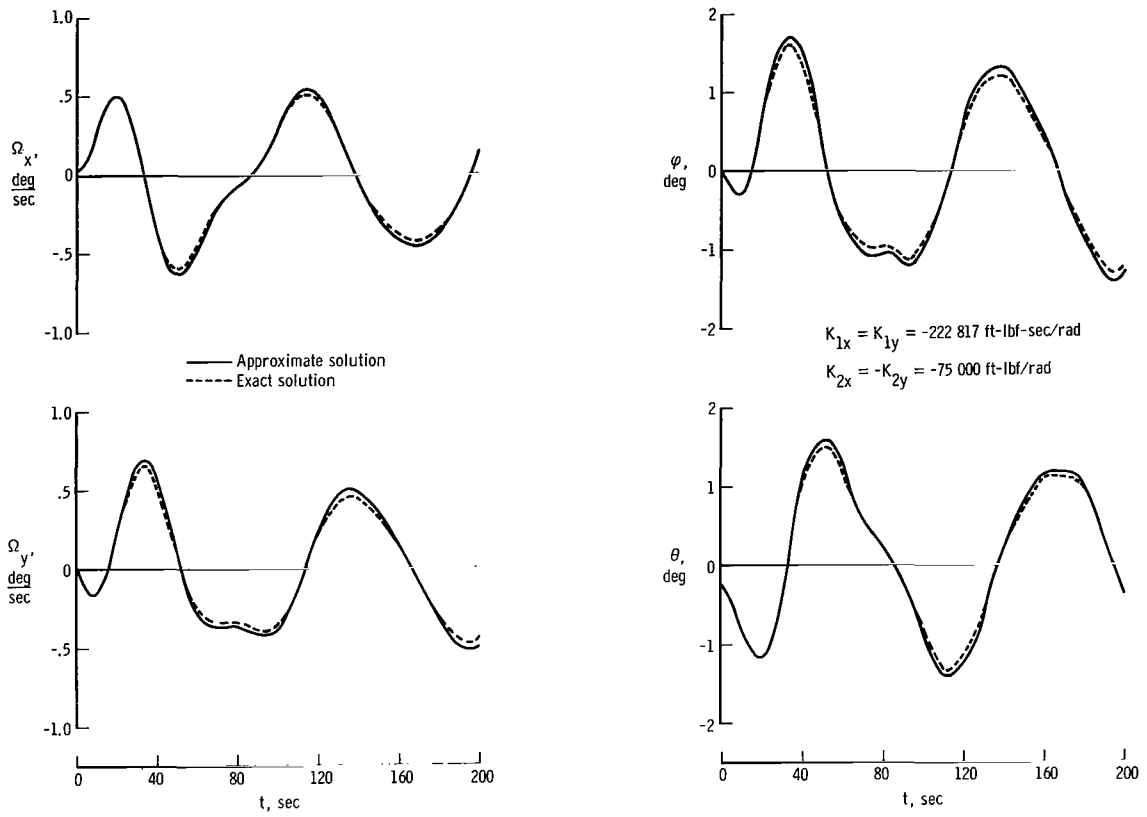 1.0
.5
0
-.5
-1.0
Ωx,
deg
sec
2
1
0
-1
-2
φ,
deg
Approximate solution
Exact solution
K1x = K1y = -222 817 ft-lbf-sec/rad
K2x = -K2y = -75 000 ft-lbf/rad
1.0
.5
0
-.5
-1.0
Ωy,
deg
sec
0 40 80 120 160 200
t, sec
2
1
0
-1
-2
θ,
deg
0 40 80 120 160 200
t, sec